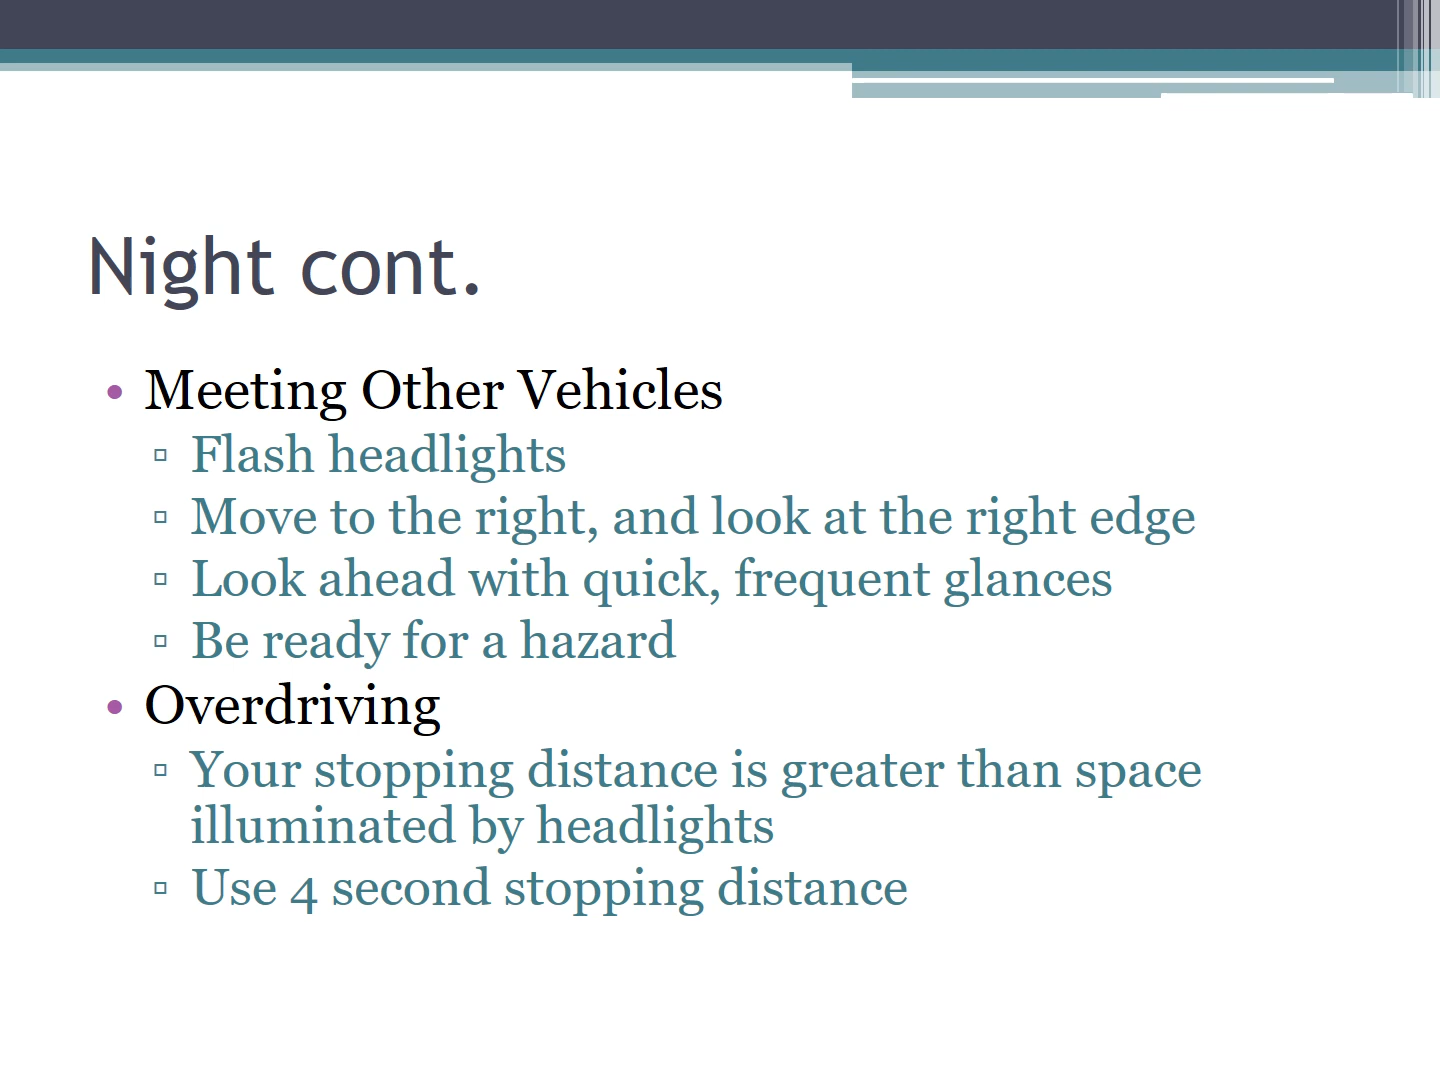 Night cont.
• Meeting Other Vehicles
▫ Flash headlights
▫ Move to the right, and look at the right edge
▫ Look ahead with quick, frequent glances
▫ Be ready for a hazard
• Overdriving
▫ Your stopping distance is greater than space
illuminated by headlights
▫ Use 4 second stopping distance